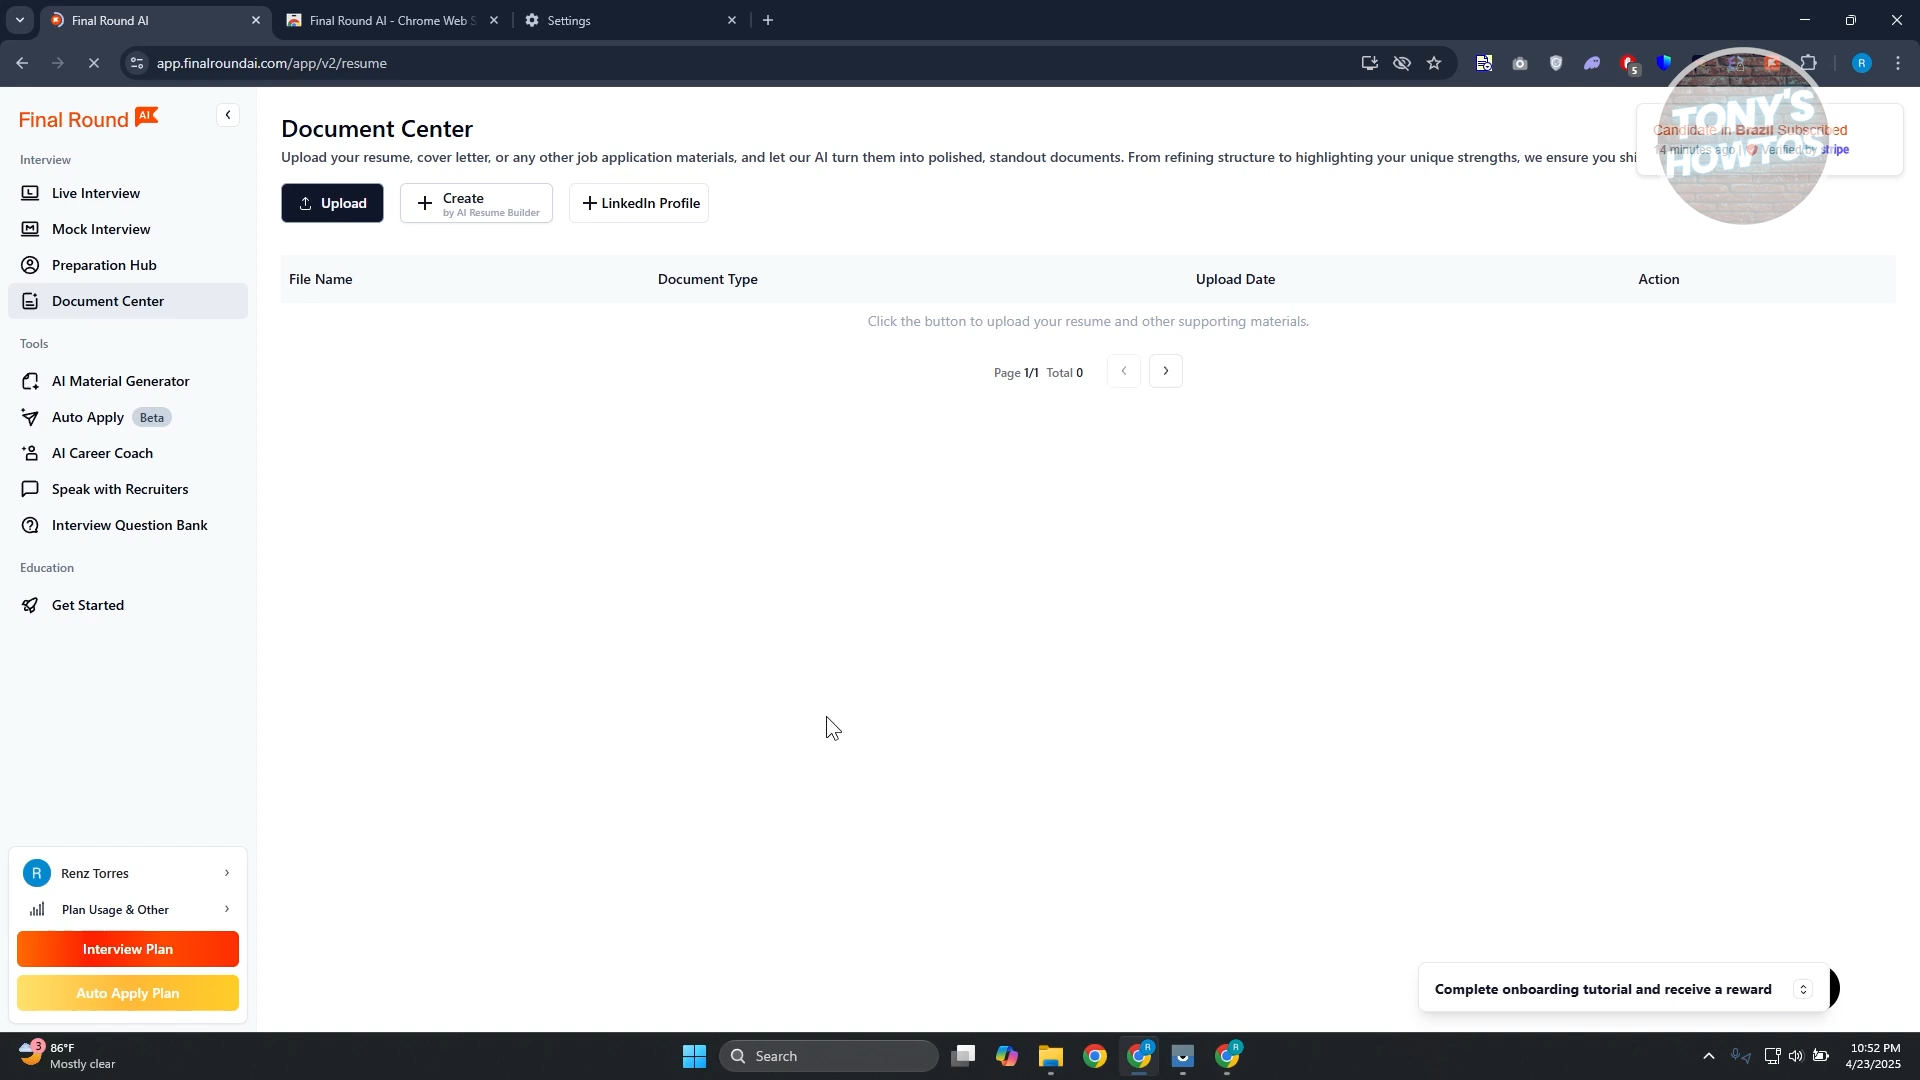 Final Round AI
Final Round AI - Chrome Web S
Settings
app.finalroundai.com/app/v2/resume
5
R
Final Round AI
Interview
Live Interview
Mock Interview
Preparation Hub
Document Center
Tools
AI Material Generator
Auto Apply Beta
AI Career Coach
Speak with Recruiters
Interview Question Bank
Education
Get Started
R Renz Torres
Plan Usage & Other
Interview Plan
Auto Apply Plan
Document Center
Upload your resume, cover letter, or any other job application materials, and let our AI turn them into polished, standout documents. From refining structure to highlighting your unique strengths, we ensure you shi
Upload
Create
by AI Resume Builder
LinkedIn Profile
File Name Document Type Upload Date Action
Click the button to upload your resume and other supporting materials.
Page 1/1 Total 0
Candidate in Brazil Subscribed
14 minutes ago | Verified by stripe
TONY'S
HOWTOS
Complete onboarding tutorial and receive a reward
3
86°F
Mostly clear
Search
R
R
10:52 PM
4/23/2025